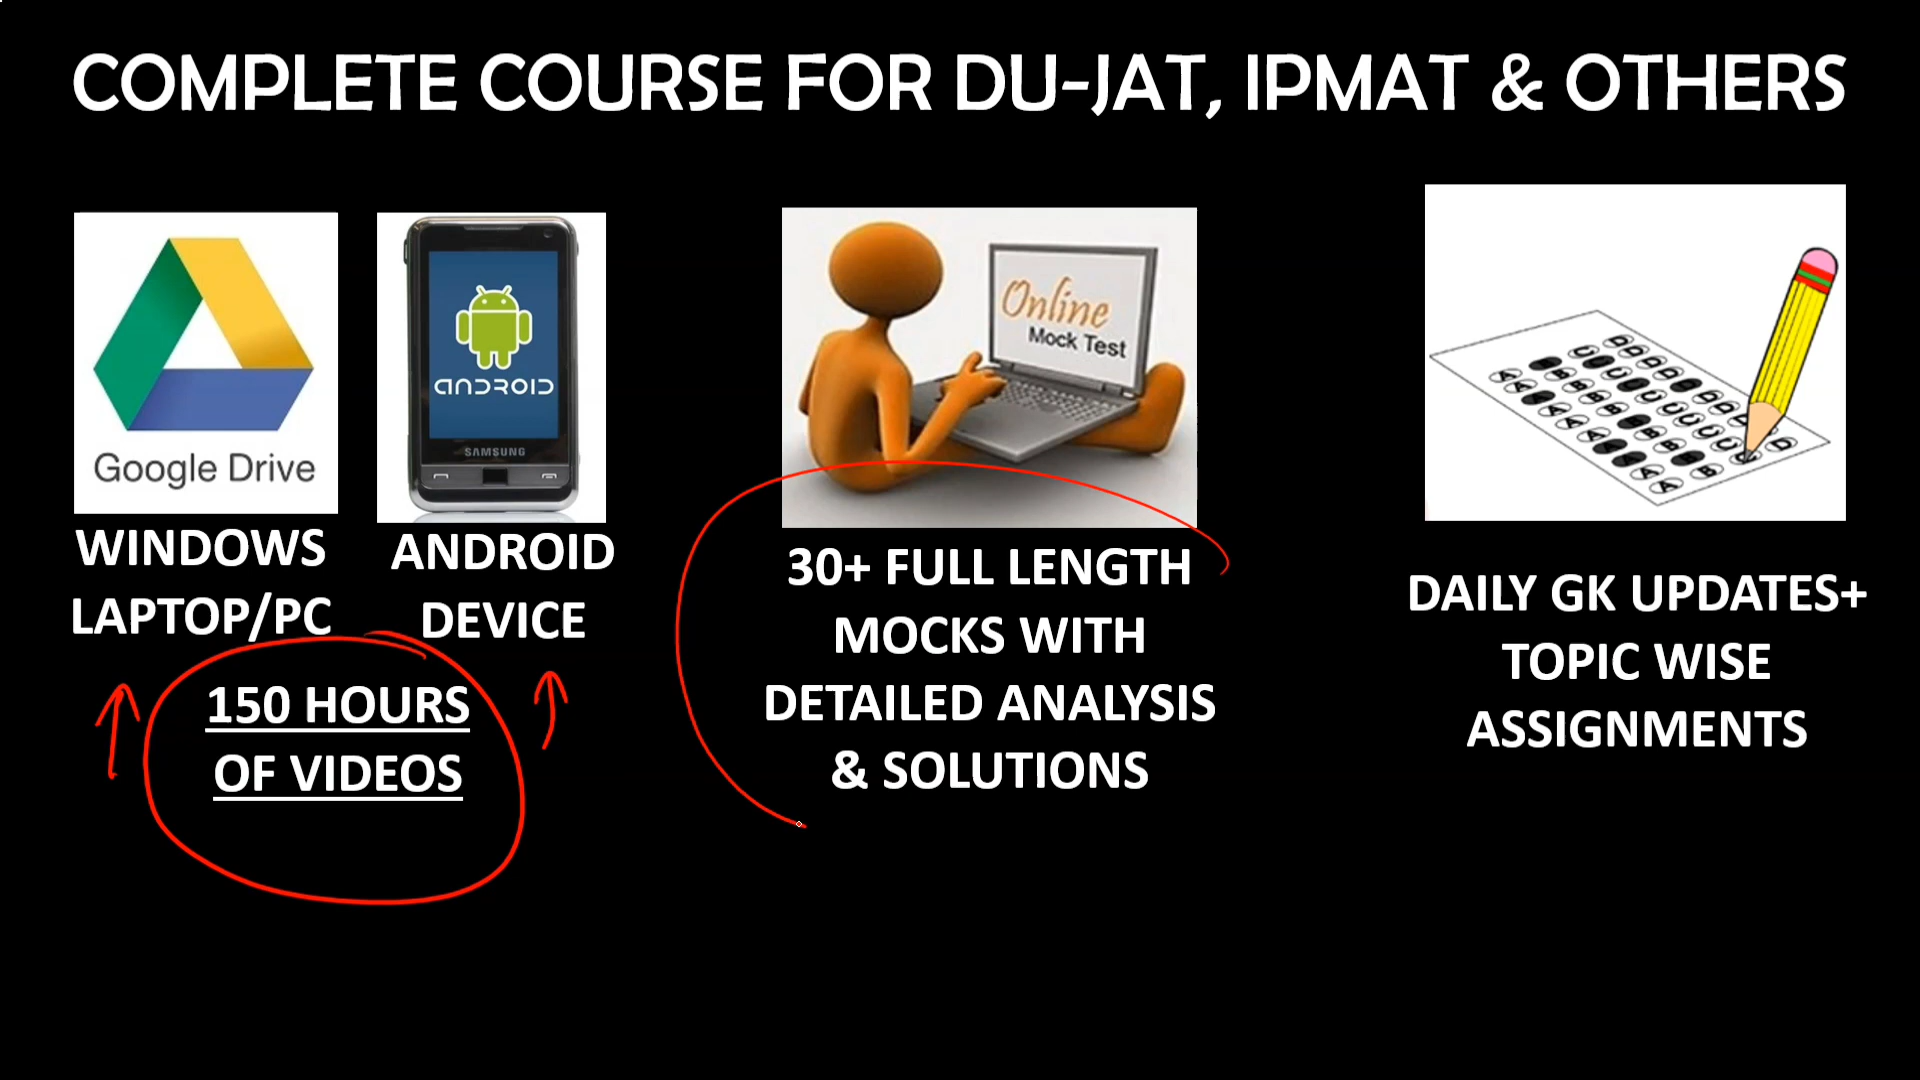 COMPLETE COURSE FOR DU-JAT, IPMAT & OTHERS
Google Drive
WINDOWS
LAPTOP/PC
ANDROID
SAMSUNG
ANDROID
DEVICE
150 HOURS
OF VIDEOS
Online
Mock Test
30+ FULL LENGTH
MOCKS WITH
DETAILED ANALYSIS
& SOLUTIONS
DAILY GK UPDATES+
TOPIC WISE
ASSIGNMENTS